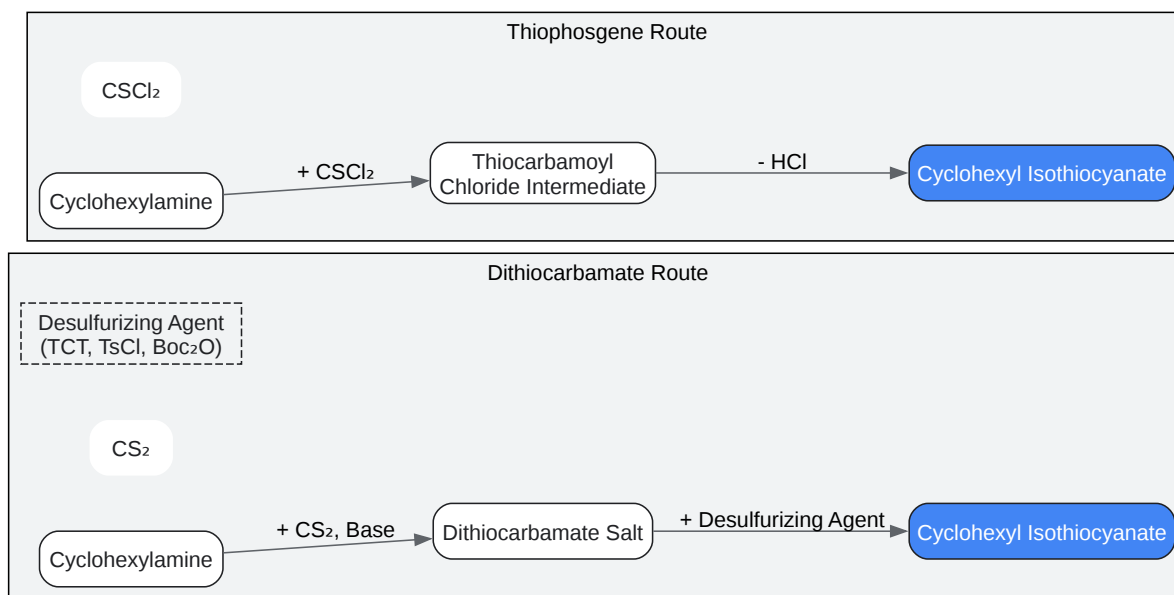 Thiophosgene Route
CSCl₂
Cyclohexylamine
+ CSCl₂
Thiocarbamoyl
Chloride Intermediate
- HCl
Cyclohexyl Isothiocyanate
Dithiocarbamate Route
Desulfurizing Agent
(TCT, TsCl, Boc₂O)
CS₂
Cyclohexylamine
+ CS₂, Base
Dithiocarbamate Salt
+ Desulfurizing Agent
Cyclohexyl Isothiocyanate